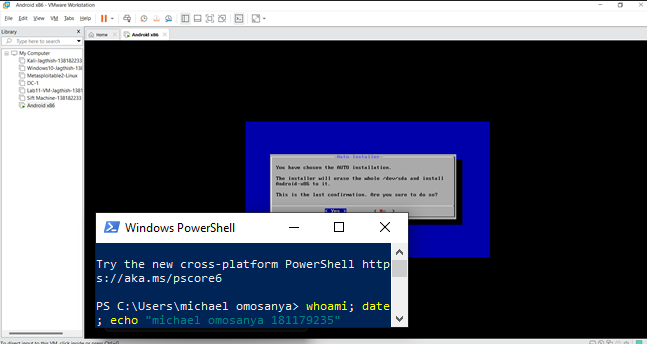 Android x86 - VMware Workstation
File Edit View VM Tabs Help
Library
Type here to search
My Computer
Kali-Jagthish-138182233
Windows10-Jagthish-138
Metasploitable2-Linux
DC-1
Lab11-VM-Jagthish-1381
Sift Machine-138182233
Android x86
Home
Android x86
Auto Installer
You have chosen the AUTO installation.
The installer will erase the whole /dev/sda and install
Android-x86 to it.
This is the last confirmation. Are you sure to do so?
< Yes > < No >
Windows PowerShell
Try the new cross-platform PowerShell http
s://aka.ms/pscore6
PS C:\Users\michael omosanya> whoami; date
; echo "michael omosanya 181179235"
To direct input to this VM, click inside or press Ctrl+G.